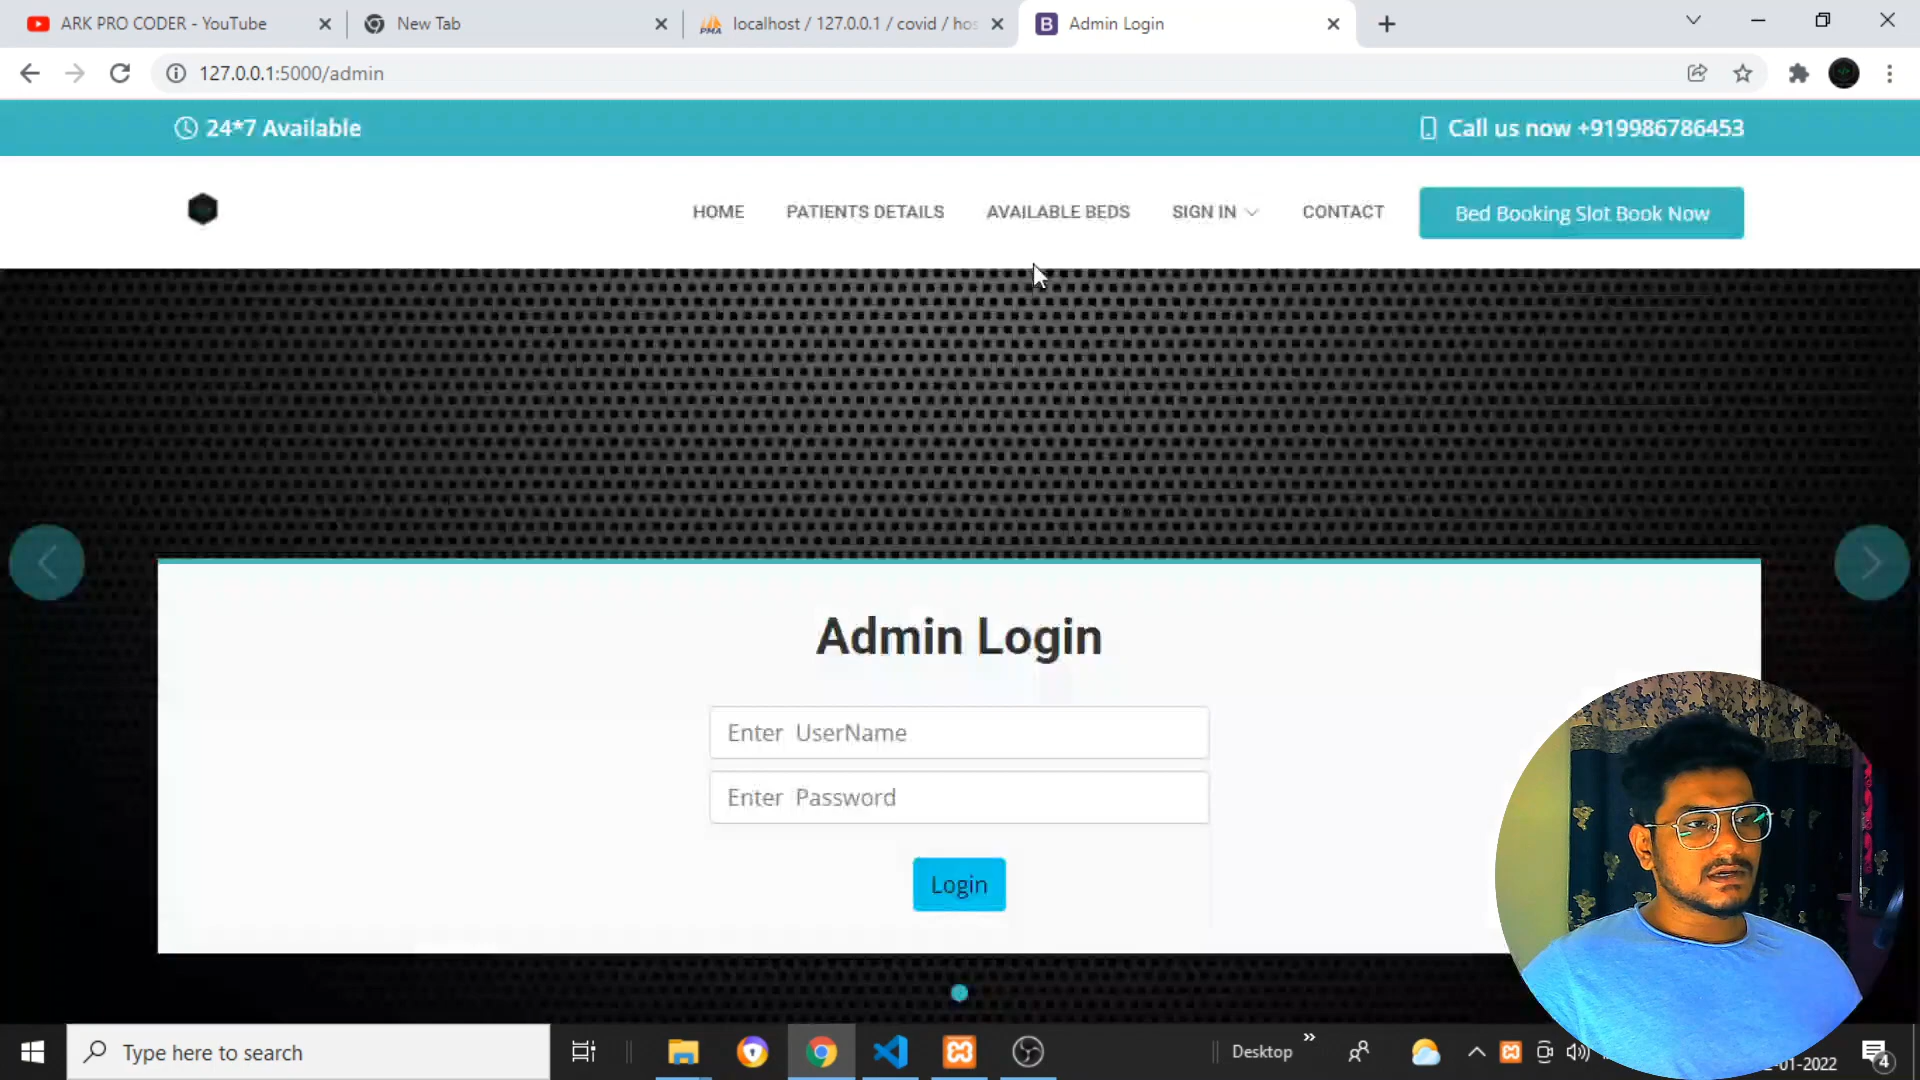 ARK PRO CODER - YouTube
New Tab
localhost / 127.0.0.1 / covid / hos
Admin Login
127.0.0.1:5000/admin
24*7 Available
Call us now +919986786453
HOME
PATIENTS DETAILS
AVAILABLE BEDS
SIGN IN
CONTACT
Bed Booking Slot Book Now
Admin Login
Enter UserName
Enter Password
Login
Type here to search
Desktop
-01-2022
4